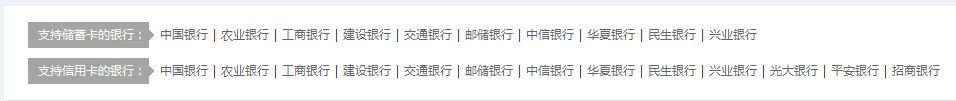 支持储蓄卡的银行： 中国银行 | 农业银行 | 工商银行 | 建设银行 | 交通银行 | 邮储银行 | 中信银行 | 华夏银行 | 民生银行 | 兴业银行
支持信用卡的银行： 中国银行 | 农业银行 | 工商银行 | 建设银行 | 交通银行 | 邮储银行 | 中信银行 | 华夏银行 | 民生银行 | 兴业银行 | 光大银行 | 平安银行 | 招商银行